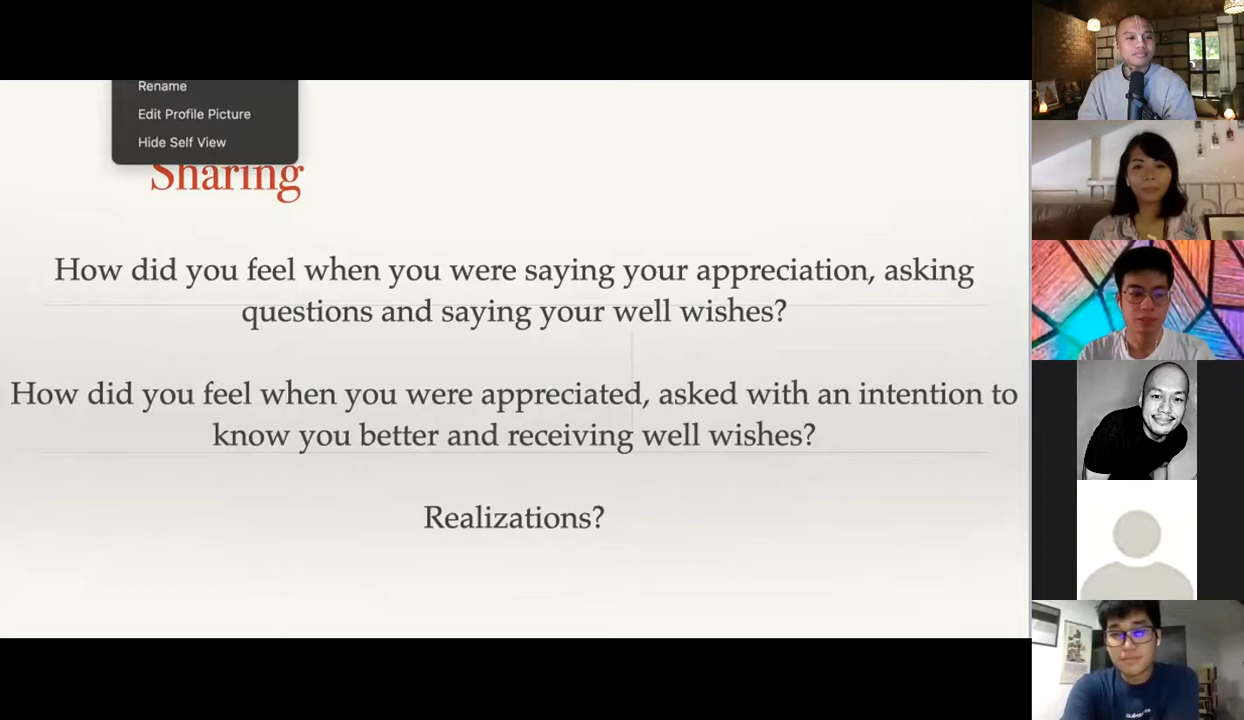 Rename
Edit Profile Picture
Hide Self View
Sharing
How did you feel when you were saying your appreciation, asking
questions and saying your well wishes?
How did you feel when you were appreciated, asked with an intention to
know you better and receiving well wishes?
Realizations?